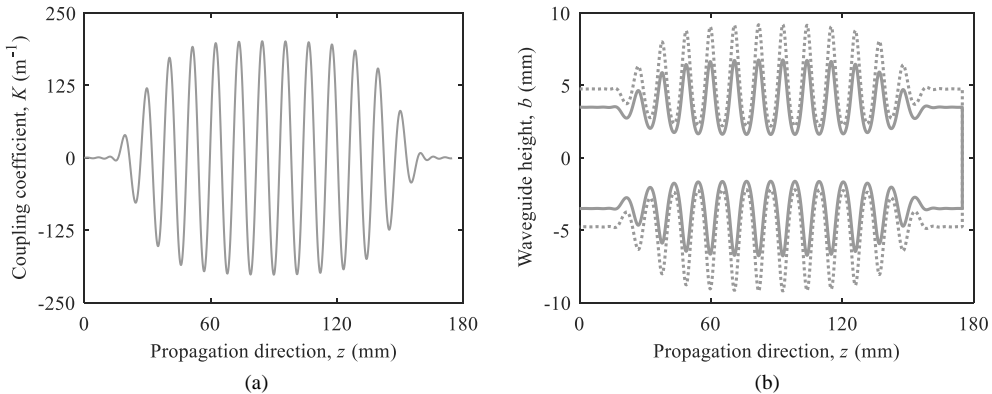 250
125
0
-125
-250
Coupling coefficient, K (m⁻¹)
0 60 120 180
Propagation direction, z (mm)
(a)
10
5
0
-5
-10
Waveguide height, b (mm)
0 60 120 180
Propagation direction, z (mm)
(b)